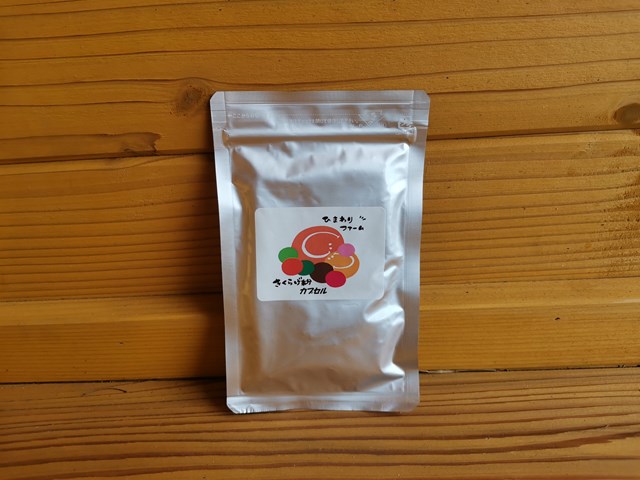 ひまわり
ファーム
きくらげ粉
カプセル